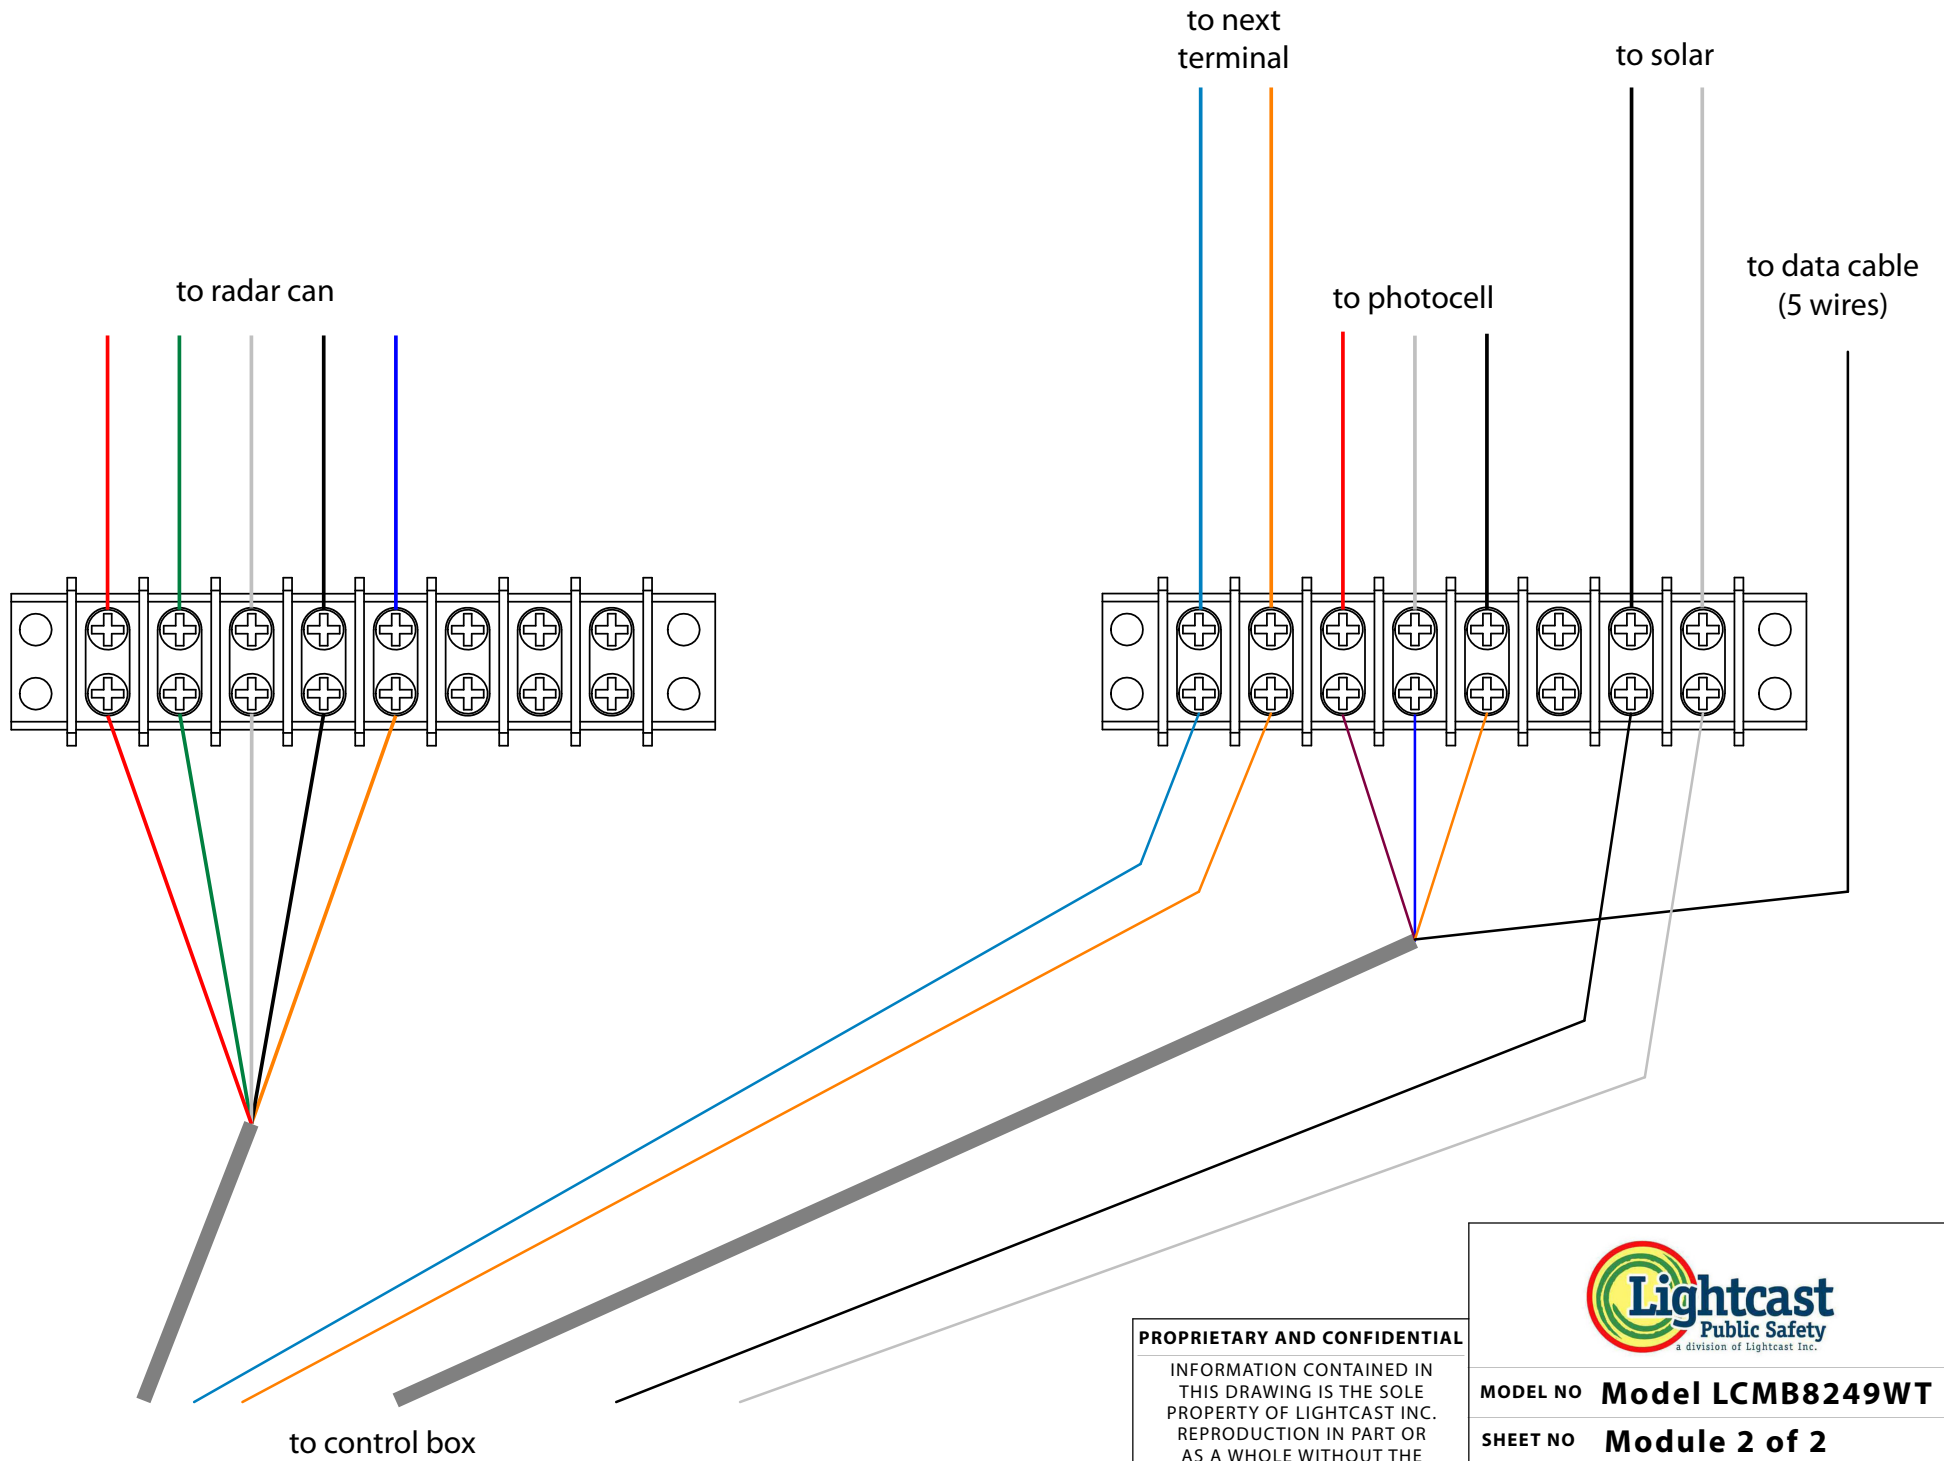 to next
terminal
to solar
to data cable
(5 wires)
to radar can
to photocell
to control box
PROPRIETARY AND CONFIDENTIAL
INFORMATION CONTAINED IN
THIS DRAWING IS THE SOLE
PROPERTY OF LIGHTCAST INC.
REPRODUCTION IN PART OR
AS A WHOLE WITHOUT THE
Lightcast
Public Safety
a division of Lightcast Inc.
MODEL NO Model LCMB8249WT
SHEET NO Module 2 of 2